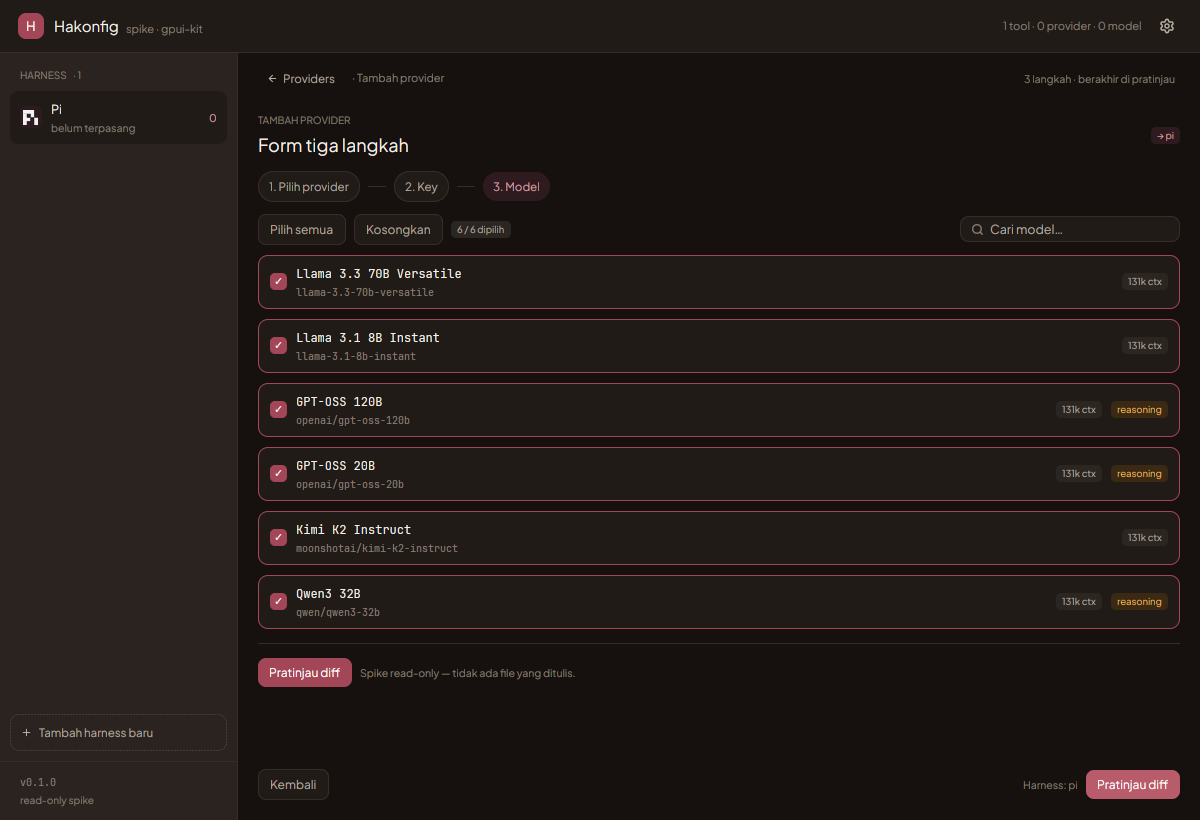 H Hakonfig spike · gpui-kit
1 tool · 0 provider · 0 model
HARNESS · 1
Pi
belum terpasang
0
+ Tambah harness baru
v0.1.0
read-only spike
← Providers · Tambah provider
3 langkah · berakhir di pratinjau
TAMBAH PROVIDER
Form tiga langkah
→ pi
1. Pilih provider
2. Key
3. Model
Pilih semua
Kosongkan
6 / 6 dipilih
Cari model...
Llama 3.3 70B Versatile
llama-3.3-70b-versatile
131k ctx
Llama 3.1 8B Instant
llama-3.1-8b-instant
131k ctx
GPT-OSS 120B
openai/gpt-oss-120b
131k ctx reasoning
GPT-OSS 20B
openai/gpt-oss-20b
131k ctx reasoning
Kimi K2 Instruct
moonshotai/kimi-k2-instruct
131k ctx
Qwen3 32B
qwen/qwen3-32b
131k ctx reasoning
Pratinjau diff
Spike read-only — tidak ada file yang ditulis.
Kembali
Harness: pi
Pratinjau diff